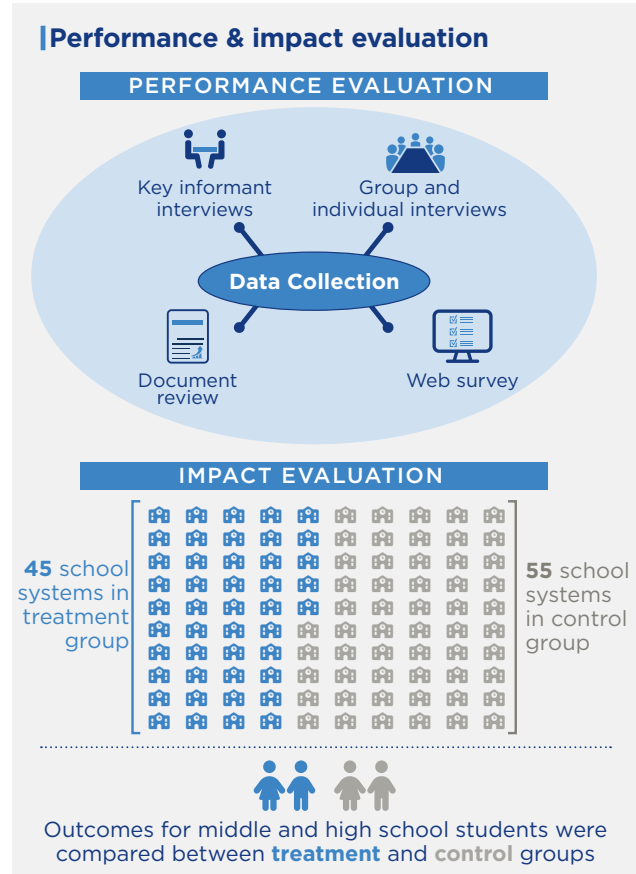 Performance & impact evaluation
PERFORMANCE EVALUATION
Key informant
interviews
Group and
individual interviews
Data Collection
Document
review
Web survey
IMPACT EVALUATION
45 school
systems in
treatment
group
55 school
systems
in control
group
Outcomes for middle and high school students were
compared between treatment and control groups